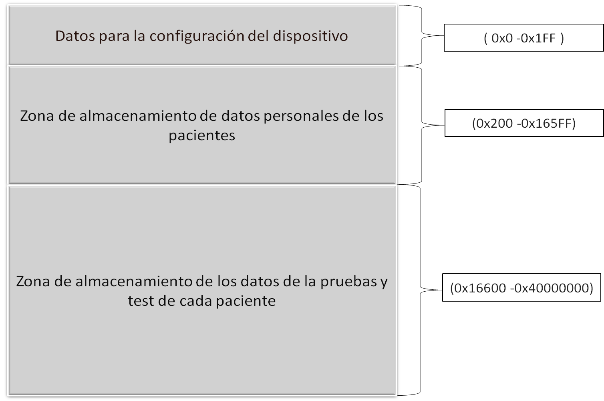 Datos para la configuración del dispositivo
( 0x0 -0x1FF )
Zona de almacenamiento de datos personales de los
pacientes
(0x200 -0x165FF)
Zona de almacenamiento de los datos de la pruebas y
test de cada paciente
(0x16600 -0x40000000)